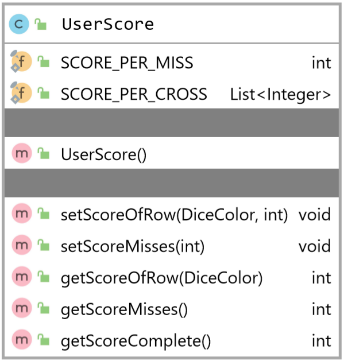 C UserScore
f SCORE_PER_MISS int
f SCORE_PER_CROSS List<Integer>
m UserScore()
m setScoreOfRow(DiceColor, int) void
m setScoreMisses(int) void
m getScoreOfRow(DiceColor) int
m getScoreMisses() int
m getScoreComplete() int